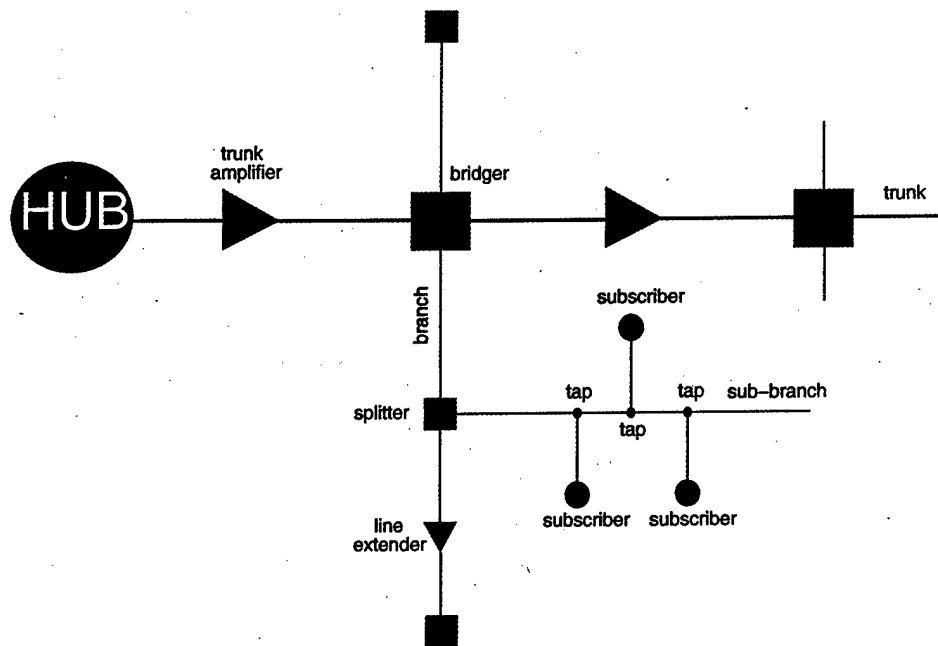 trunk
amplifier
bridger
HUB
trunk
branch
subscriber
tap
tap
sub-branch
splitter
tap
line
extender
subscriber
subscriber